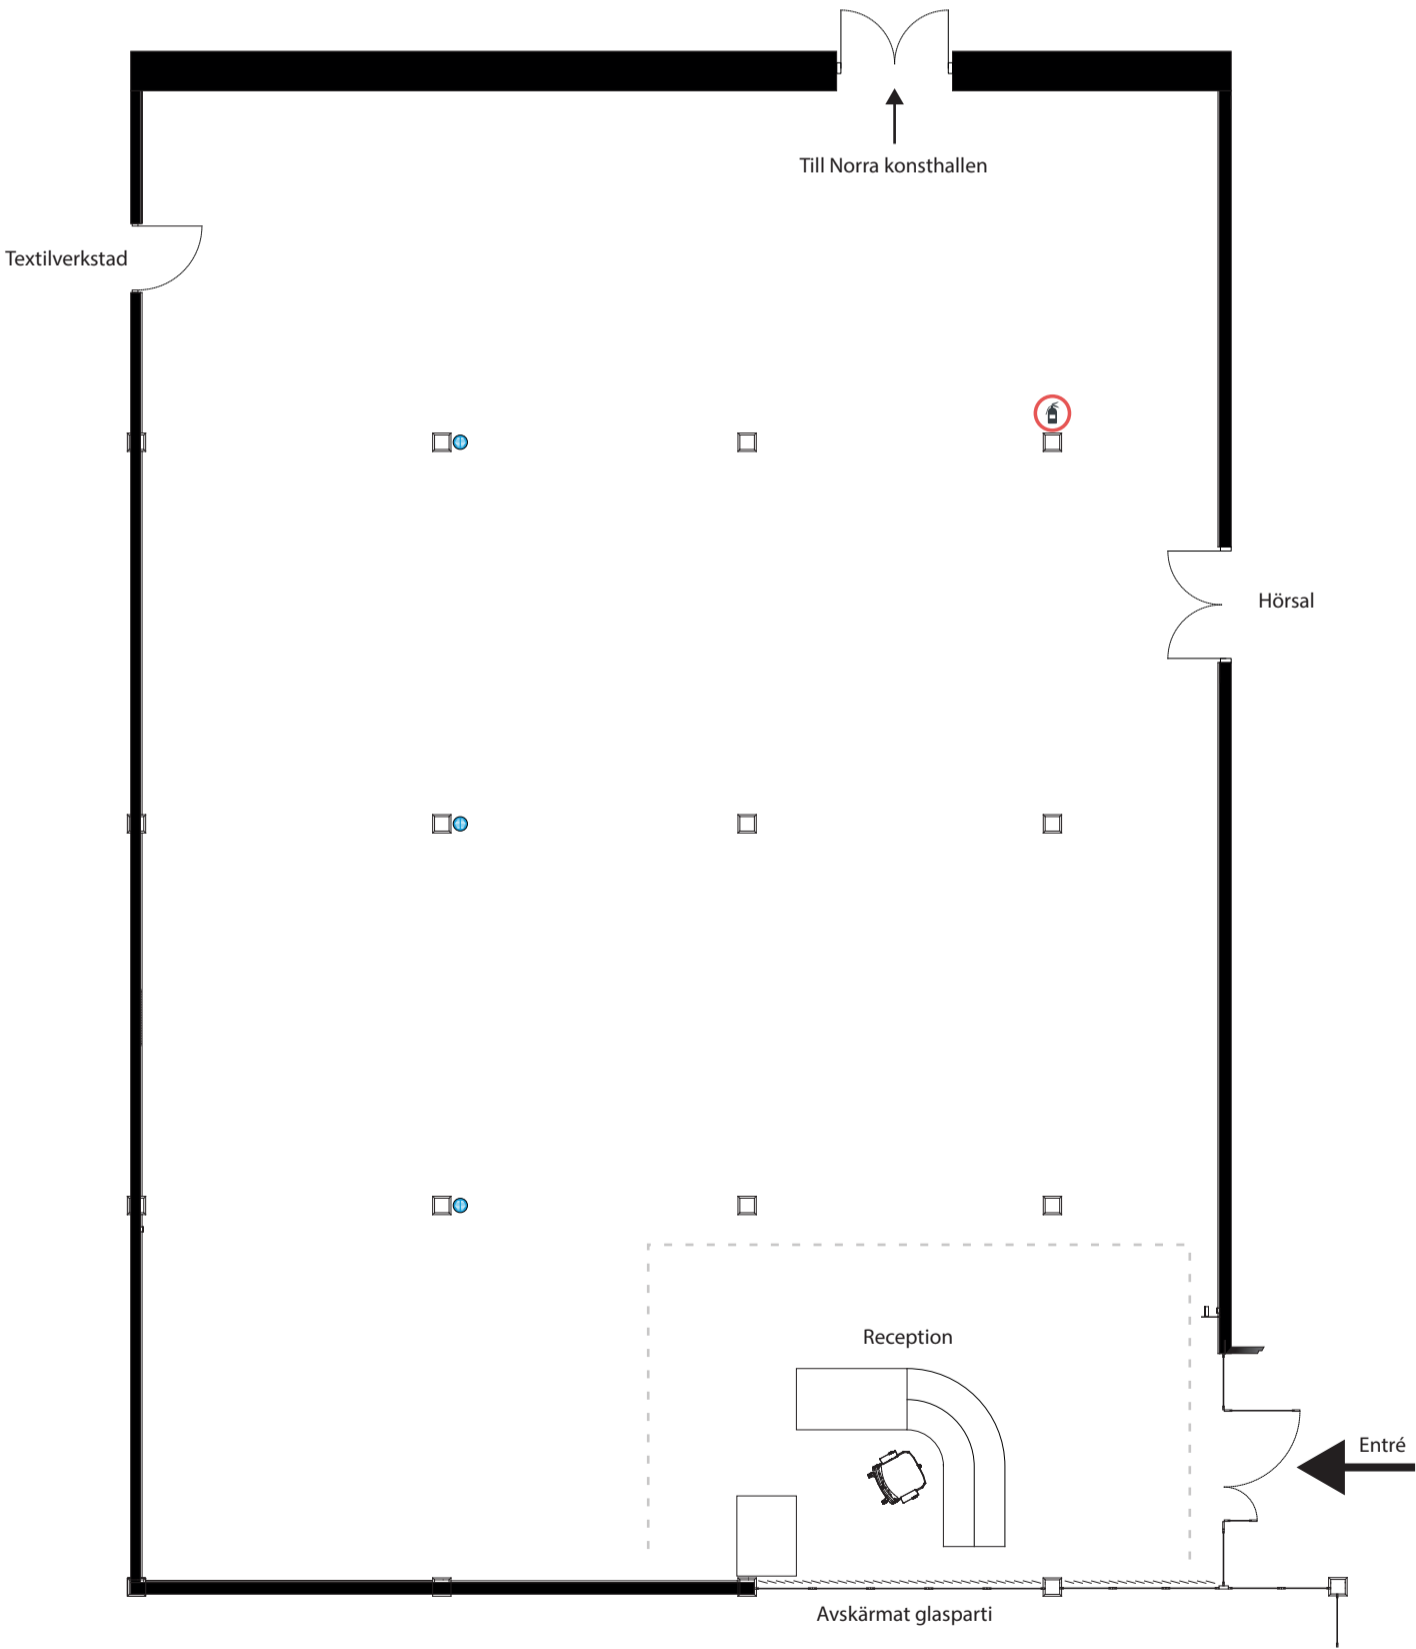 Till Norra konsthallen
Textilverkstad
Hörsal
Reception
Entré
Avskärmat glasparti